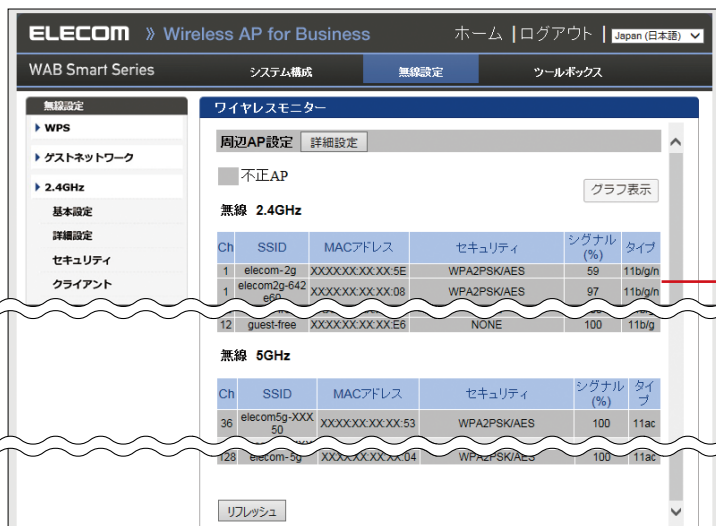 ELECOM » Wireless AP for Business ホーム | ログアウト | Japan (日本語)
WAB Smart Series システム構成 無線設定 ツールボックス
無線設定
WPS
ゲストネットワーク
2.4GHz
基本設定
詳細設定
セキュリティ
クライアント
ワイヤレスモニター
周辺AP設定 詳細設定
不正AP
グラフ表示
無線 2.4GHz
Ch SSID MACアドレス セキュリティ シグナル(%) タイプ
1 elecom-2g XXXX:XX:XX:XX:5E WPA2PSK/AES 59 11b/g/n
1 elecom2g-642e60 XXXX:XX:XX:XX:08 WPA2PSK/AES 97 11b/g/n
12 guest-free XXXX:XX:XX:XX:E6 NONE 100 11b/g
無線 5GHz
Ch SSID MACアドレス セキュリティ シグナル(%) タイプ
36 elecom5g-XXX50 XXXX:XX:XX:XX:53 WPA2PSK/AES 100 11ac
128 elecom-5g XXXX:XX:XX:XX:04 WPA2PSK/AES 100 11ac
リフレッシュ